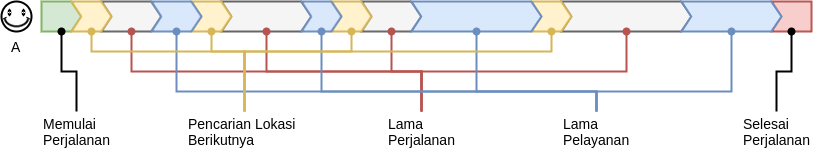 A
Memulai
Perjalanan
Pencarian Lokasi
Berikutnya
Lama
Perjalanan
Lama
Pelayanan
Selesai
Perjalanan